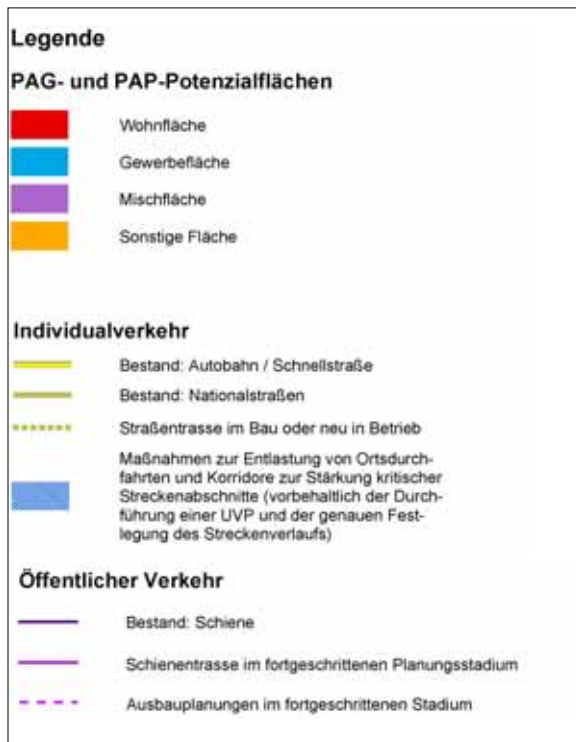 Legende
PAG- und PAP-Potenzialflächen
Wohnfläche
Gewerbefläche
Mischfläche
Sonstige Fläche
Individualverkehr
Bestand: Autobahn / Schnellstraße
Bestand: Nationalstraßen
Straßentrasse im Bau oder neu in Betrieb
Maßnahmen zur Entlastung von Ortsdurch-
fahrten und Korridore zur Stärkung kritischer
Streckenabschnitte (vorbehaltlich der Durch-
führung einer UVP und der genauen Fest-
legung des Streckenverlaufs)
Öffentlicher Verkehr
Bestand: Schiene
Schienentrasse im fortgeschrittenen Planungsstadium
Ausbauplanungen im fortgeschrittenen Stadium